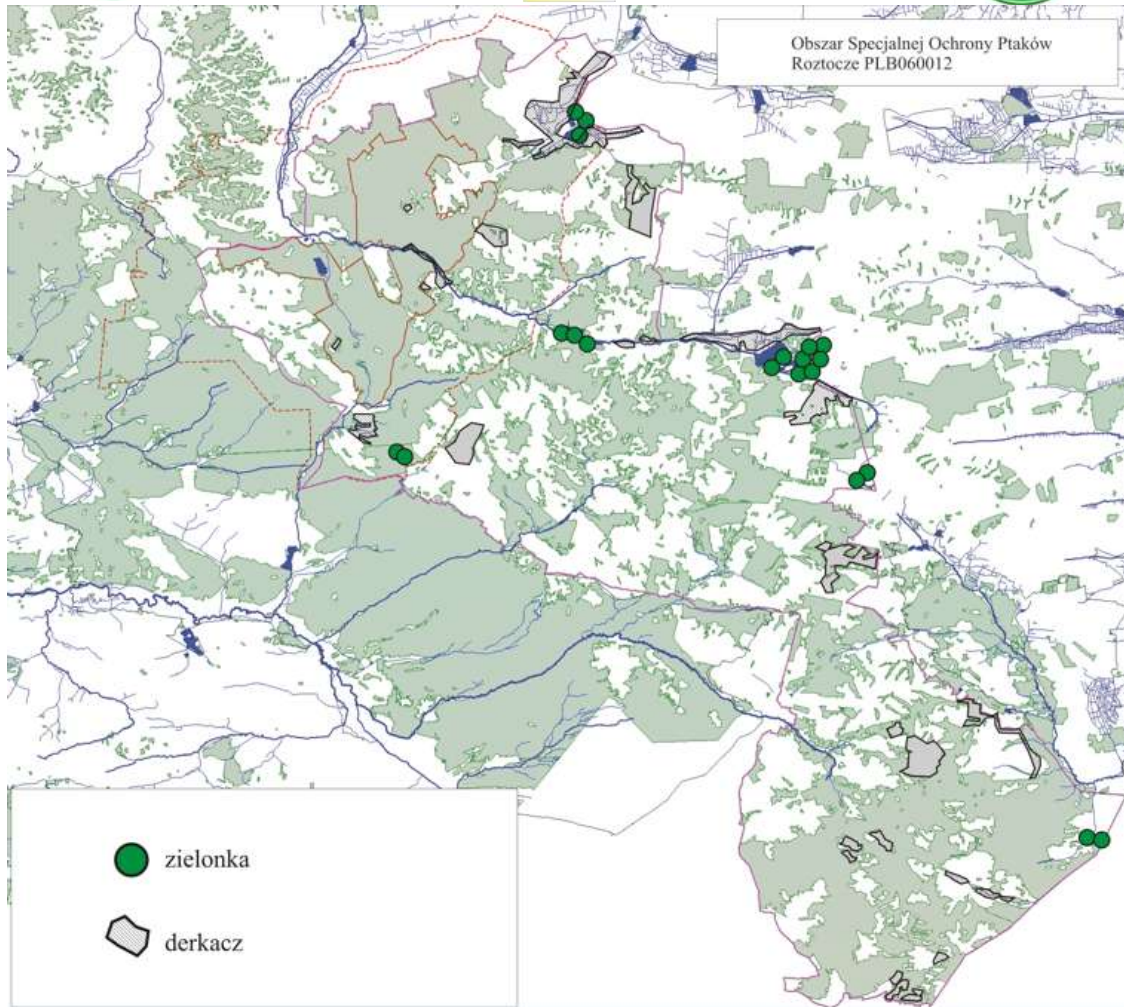 Obszar Specjalnej Ochrony Ptaków
Roztocze PLB060012
zielonka
derkacz